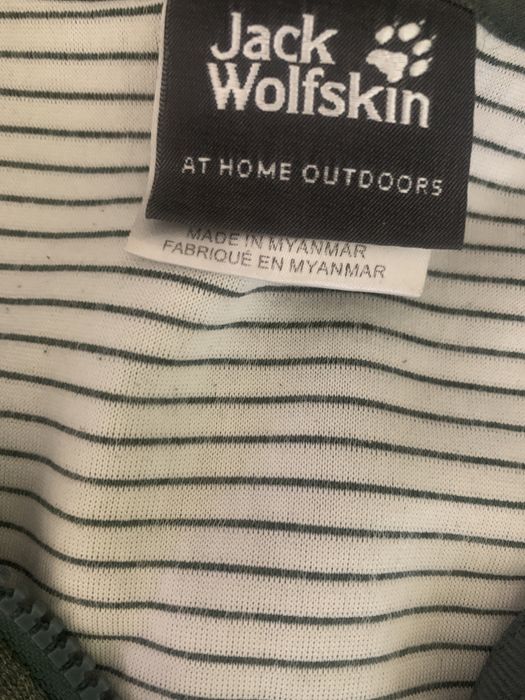 Jack
Wolfskin
AT HOME OUTDOORS
MADE IN MYANMAR
FABRIQUÉ EN MYANMAR